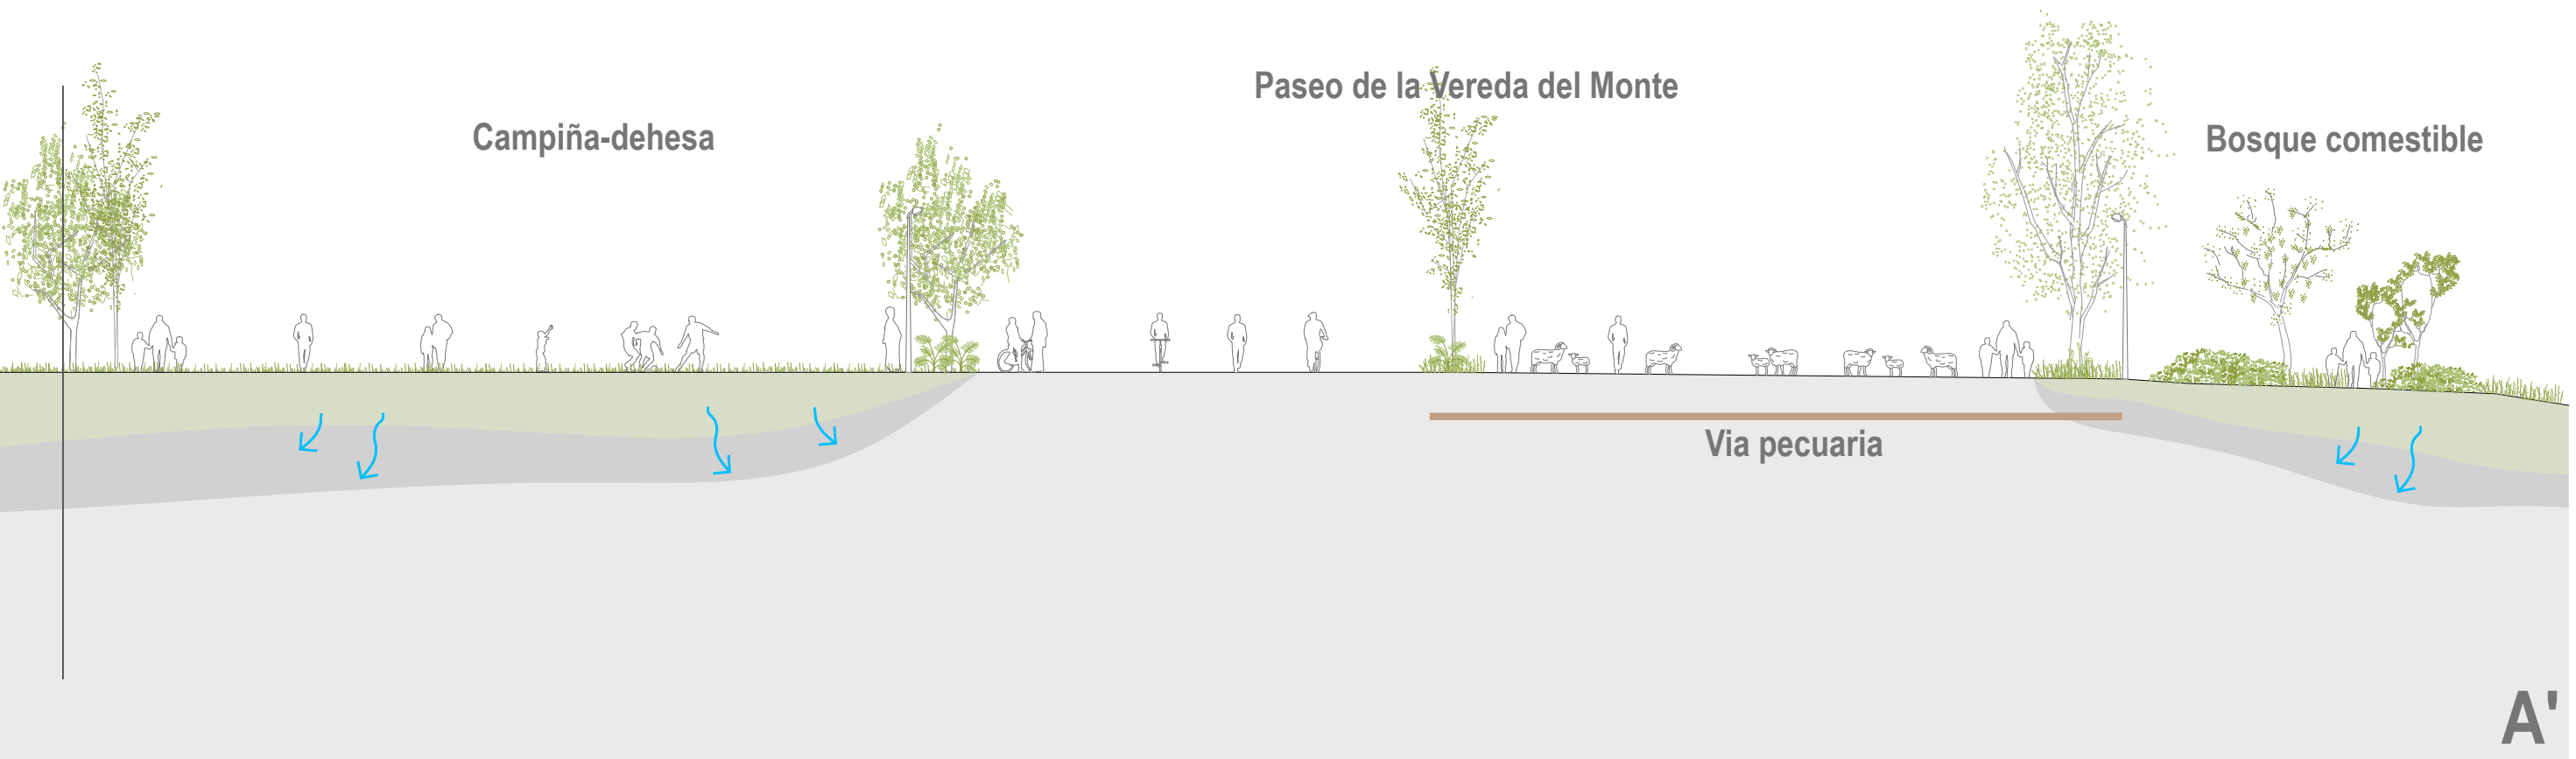 Paseo de la Vereda del Monte
Campiña-dehesa
Bosque comestible
Via pecuaria
A'